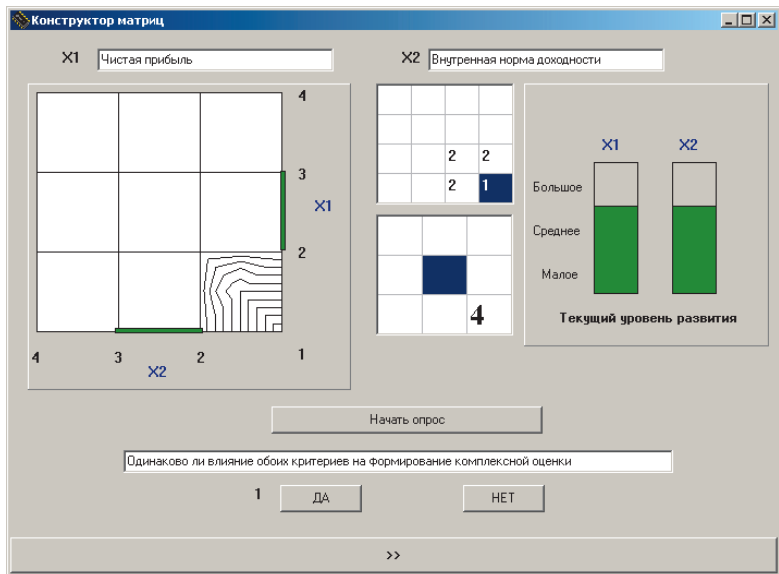 Конструктор матриц
X1 Чистая прибыль X2 Внутренная норма доходности
4
3
X1
2
4 3 2 1
X2
2 2
2 1
4
X1 X2
Большое
Среднее
Малое
Текущий уровень развития
Начать опрос
Одинаково ли влияние обоих критериев на формирование комплексной оценки
1 ДА НЕТ
>>